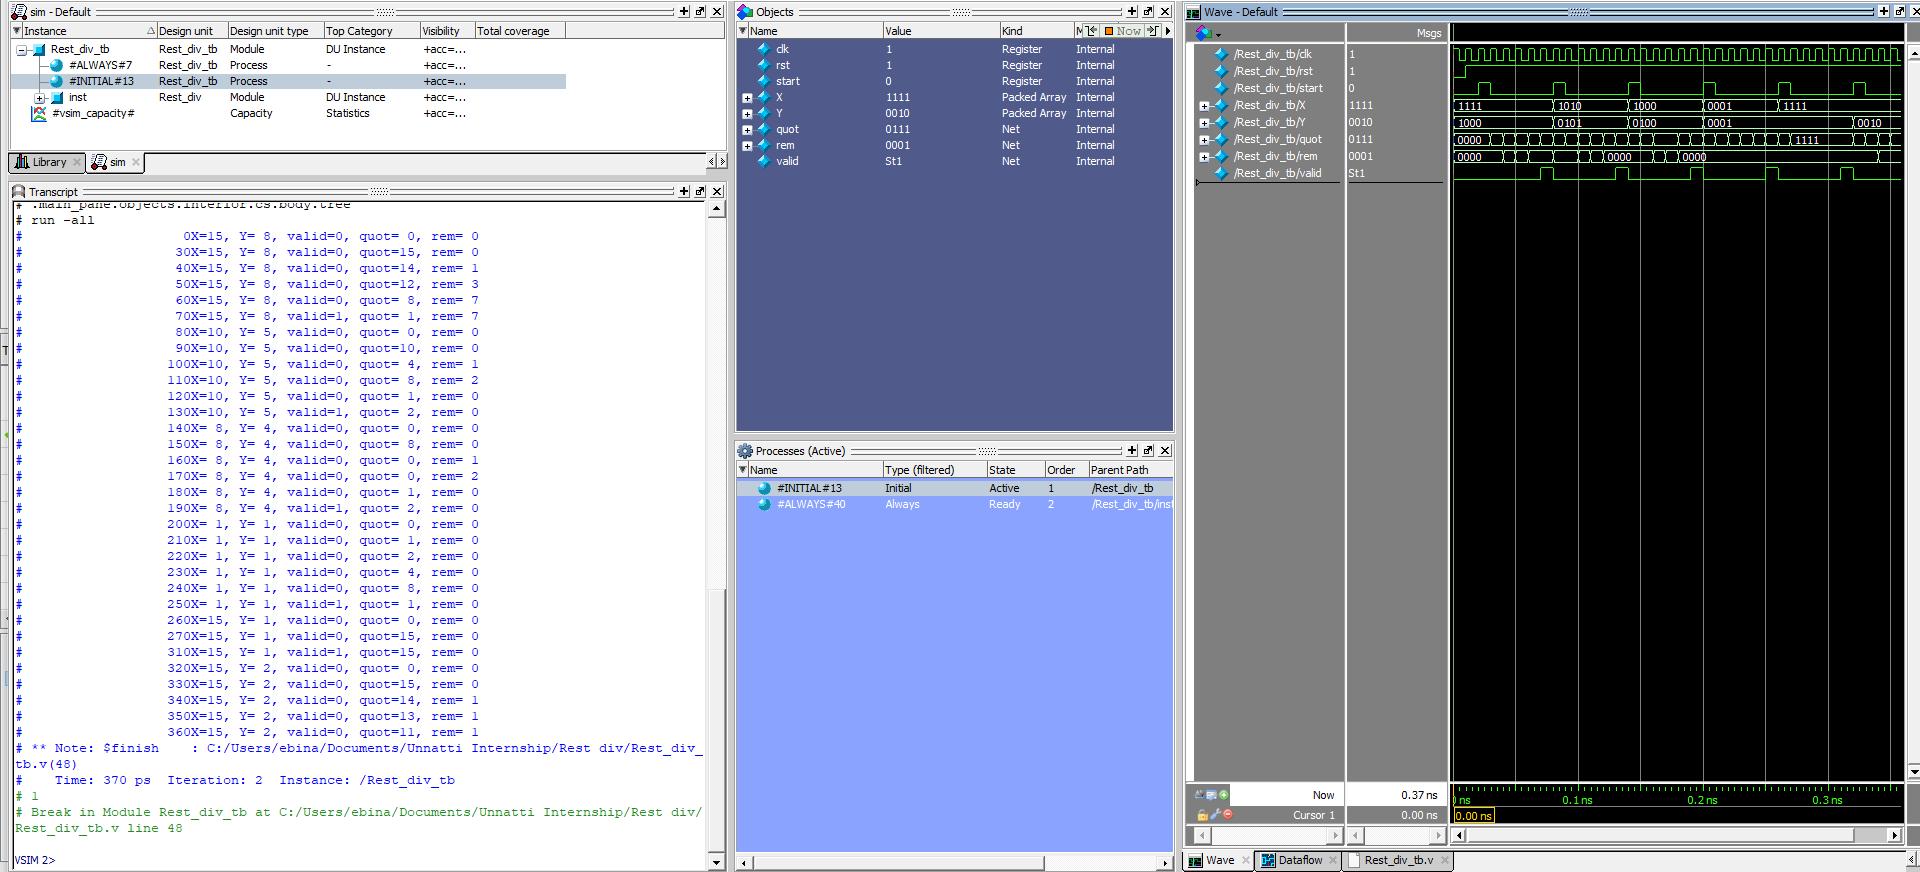 sim - Default
Instance Design unit Design unit type Top Category Visibility Total coverage
Rest_div_tb Rest_div_tb Module DU Instance +acc=...
#ALWAYS#7 Rest_div_tb Process - +acc=...
#INITIAL#13 Rest_div_tb Process - +acc=...
inst Rest_div Module DU Instance +acc=...
#vsim_capacity# Capacity Statistics +acc=...
Library sim
Transcript
# .main_pane.objects.interior.cs.body.tree
# run -all
# 0X=15, Y= 8, valid=0, quot= 0, rem= 0
# 30X=15, Y= 8, valid=0, quot=15, rem= 0
# 40X=15, Y= 8, valid=0, quot=14, rem= 1
# 50X=15, Y= 8, valid=0, quot=12, rem= 3
# 60X=15, Y= 8, valid=0, quot= 8, rem= 7
# 70X=15, Y= 8, valid=1, quot= 1, rem= 7
# 80X=10, Y= 5, valid=0, quot= 0, rem= 0
# 90X=10, Y= 5, valid=0, quot=10, rem= 0
# 100X=10, Y= 5, valid=0, quot= 4, rem= 1
# 110X=10, Y= 5, valid=0, quot= 8, rem= 2
# 120X=10, Y= 5, valid=0, quot= 1, rem= 0
# 130X=10, Y= 5, valid=1, quot= 2, rem= 0
# 140X= 8, Y= 4, valid=0, quot= 0, rem= 0
# 150X= 8, Y= 4, valid=0, quot= 8, rem= 0
# 160X= 8, Y= 4, valid=0, quot= 0, rem= 1
# 170X= 8, Y= 4, valid=0, quot= 0, rem= 2
# 180X= 8, Y= 4, valid=0, quot= 1, rem= 0
# 190X= 8, Y= 4, valid=1, quot= 2, rem= 0
# 200X= 1, Y= 1, valid=0, quot= 0, rem= 0
# 210X= 1, Y= 1, valid=0, quot= 1, rem= 0
# 220X= 1, Y= 1, valid=0, quot= 2, rem= 0
# 230X= 1, Y= 1, valid=0, quot= 4, rem= 0
# 240X= 1, Y= 1, valid=0, quot= 8, rem= 0
# 250X= 1, Y= 1, valid=1, quot= 1, rem= 0
# 260X=15, Y= 1, valid=0, quot= 0, rem= 0
# 270X=15, Y= 1, valid=0, quot=15, rem= 0
# 310X=15, Y= 1, valid=1, quot=15, rem= 0
# 320X=15, Y= 2, valid=0, quot= 0, rem= 0
# 330X=15, Y= 2, valid=0, quot=15, rem= 0
# 340X=15, Y= 2, valid=0, quot=14, rem= 1
# 350X=15, Y= 2, valid=0, quot=13, rem= 1
# 360X=15, Y= 2, valid=0, quot=11, rem= 1
# ** Note: $finish : C:/Users/ebina/Documents/Unnatti Internship/Rest div/Rest_div_
tb.v(48)
# Time: 370 ps Iteration: 2 Instance: /Rest_div_tb
# 1
# Break in Module Rest_div_tb at C:/Users/ebina/Documents/Unnatti Internship/Rest div/
Rest_div_tb.v line 48
VSIM 2>
Objects
Name Value Kind M Now
clk 1 Register Internal
rst 1 Register Internal
start 0 Register Internal
X 1111 Packed Array Internal
Y 0010 Packed Array Internal
quot 0111 Net Internal
rem 0001 Net Internal
valid St1 Net Internal
Processes (Active)
Name Type (filtered) State Order Parent Path
#INITIAL#13 Initial Active 1 /Rest_div_tb
#ALWAYS#40 Always Ready 2 /Rest_div_tb/inst
Wave - Default
Msgs
/Rest_div_tb/clk 1
/Rest_div_tb/rst 1
/Rest_div_tb/start 0
/Rest_div_tb/X 1111 1111 1010 1000 0001 1111
/Rest_div_tb/Y 0010 1000 0101 0100 0001 0010
/Rest_div_tb/quot 0111 0000 1111
/Rest_div_tb/rem 0001 0000 0000 0000
/Rest_div_tb/valid St1
Now 0.37 ns ns 0.1 ns 0.2 ns 0.3 ns
Cursor 1 0.00 ns 0.00 ns
Wave Dataflow Rest_div_tb.v